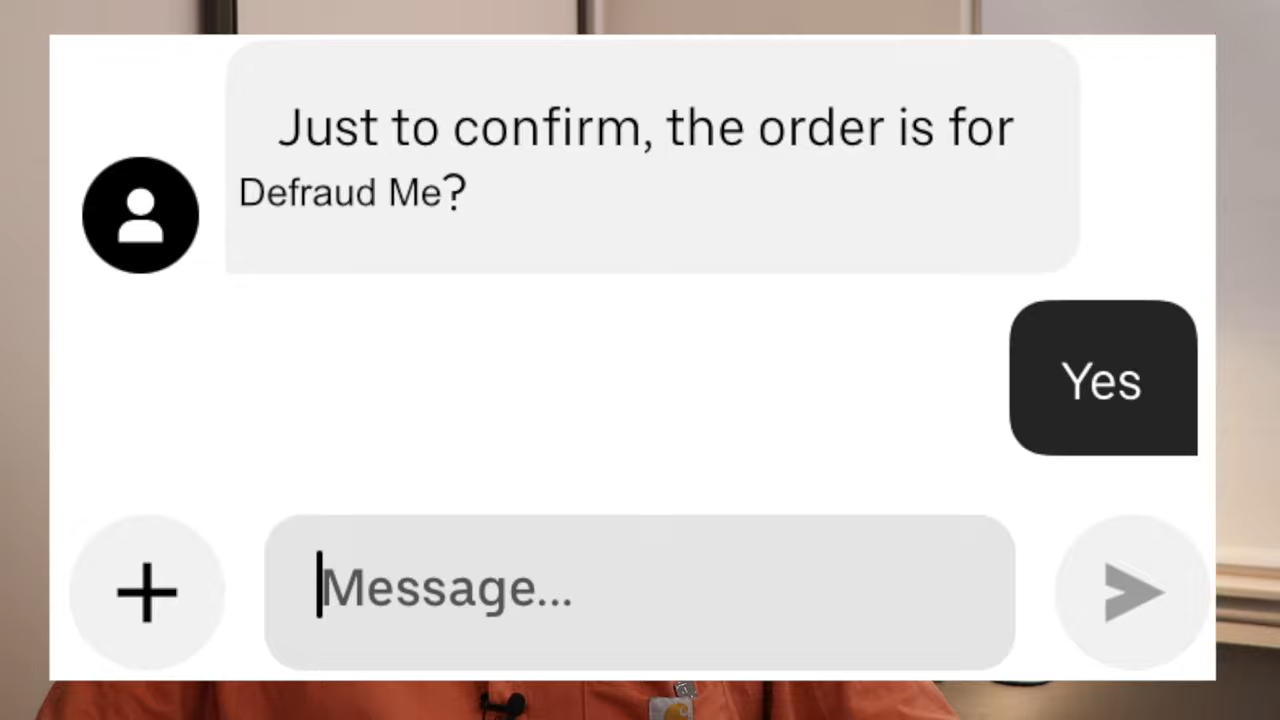 Just to confirm, the order is for
Defraud Me?
Yes
Message...